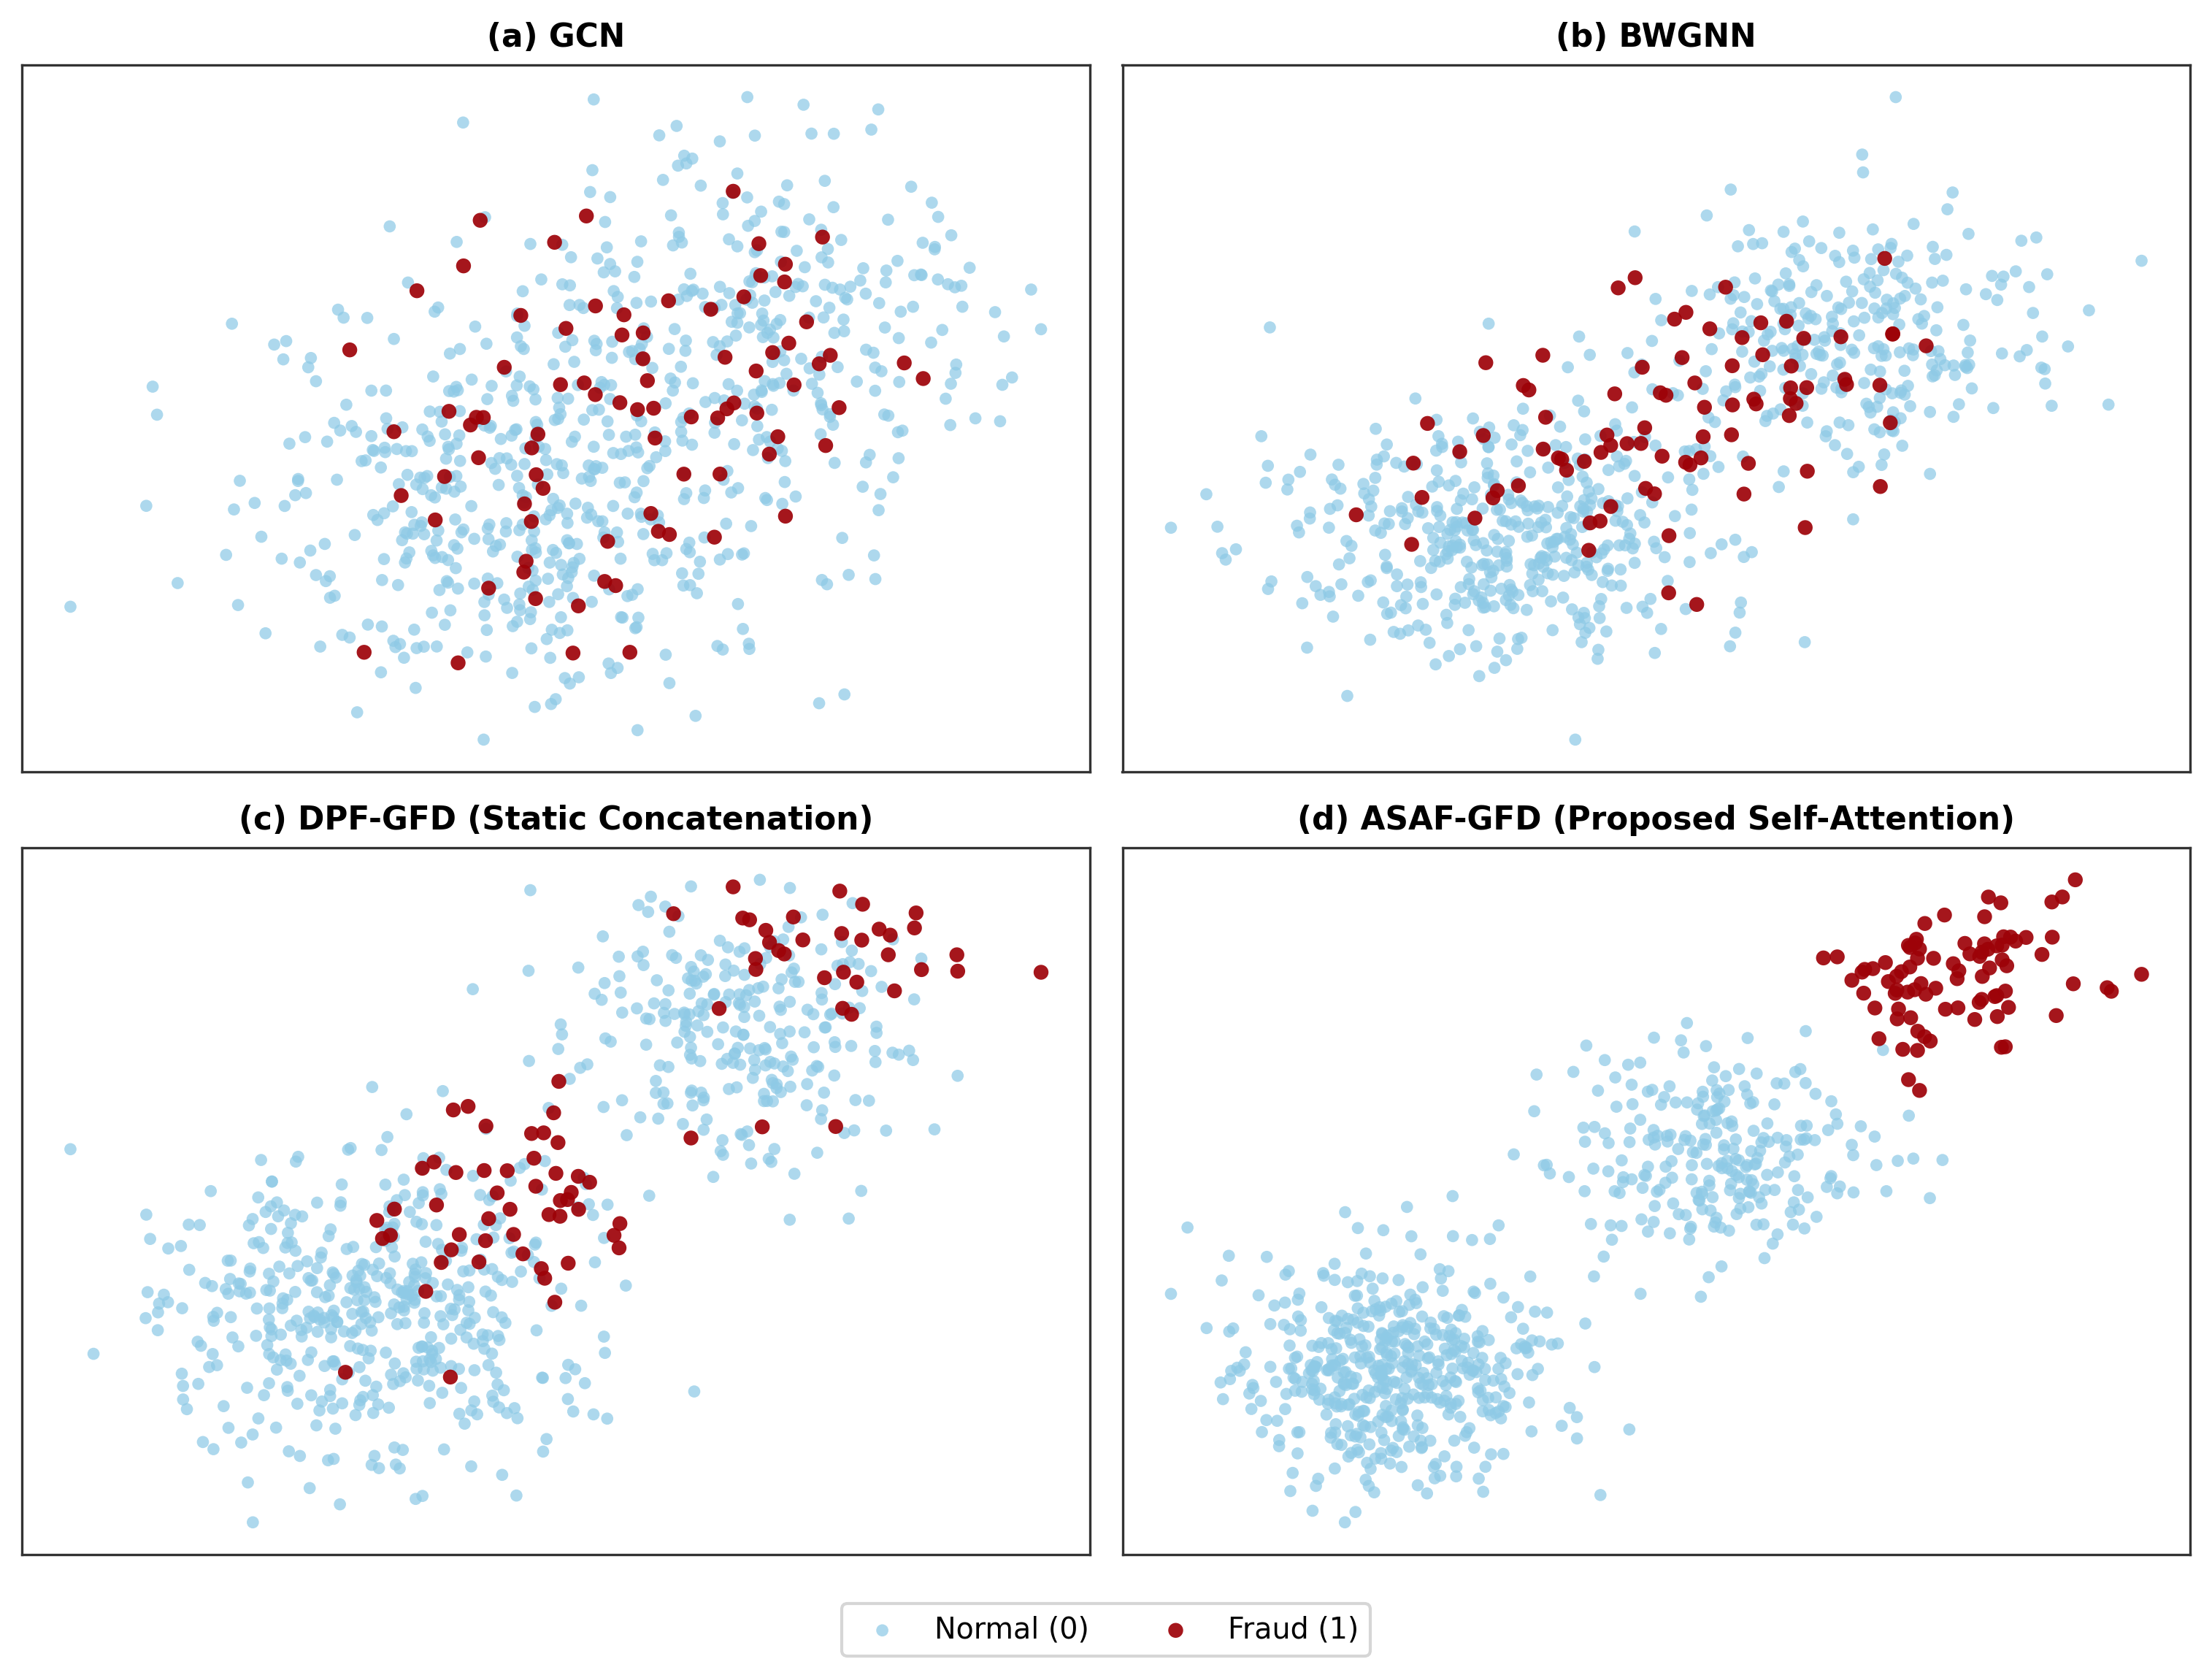 (a) GCN
(b) BWGNN
(c) DPF-GFD (Static Concatenation)
(d) ASAF-GFD (Proposed Self-Attention)
Normal (0)
Fraud (1)